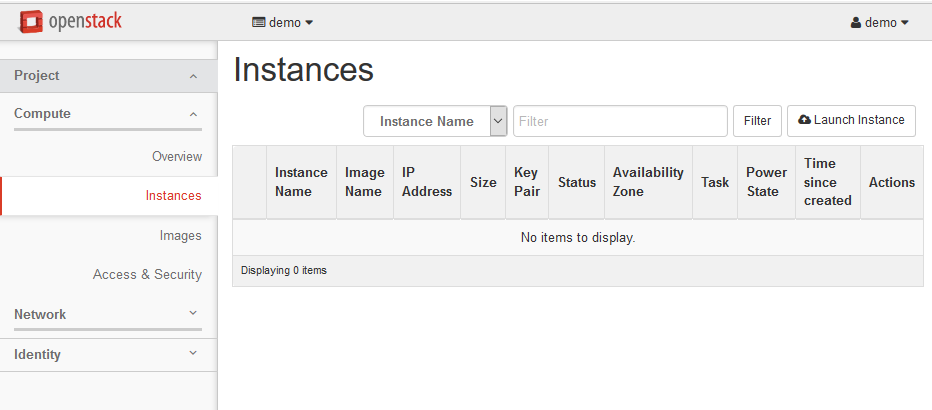 openstack
demo
demo
Project
Compute
Overview
Instances
Images
Access & Security
Network
Identity
Instances
Instance Name
Filter
Filter
Launch Instance
Instance Name
Image Name
IP Address
Size
Key Pair
Status
Availability Zone
Task
Power State
Time since created
Actions
No items to display.
Displaying 0 items